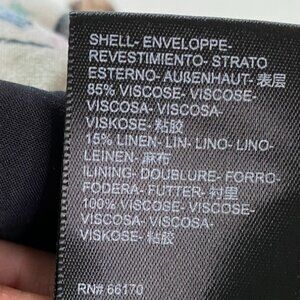 SHELL- ENVELOPPE-
REVESTIMIENTO- STRATO
ESTERNO- AUßENHAUT- 表层
85% VISCOSE- VISCOSE-
VISCOSA- VISCOSA-
VISKOSE- 粘胶
15% LINEN- LIN- LINO- LINO-
LEINEN- 麻布
lLINING- DOUBLURE- FORRO-
FODERA- FUTTER- 衬里
100% VISCOSE- VISCOSE-
VISCOSA- VISCOSA-
VISKOSE- 粘胶
RN# 66170